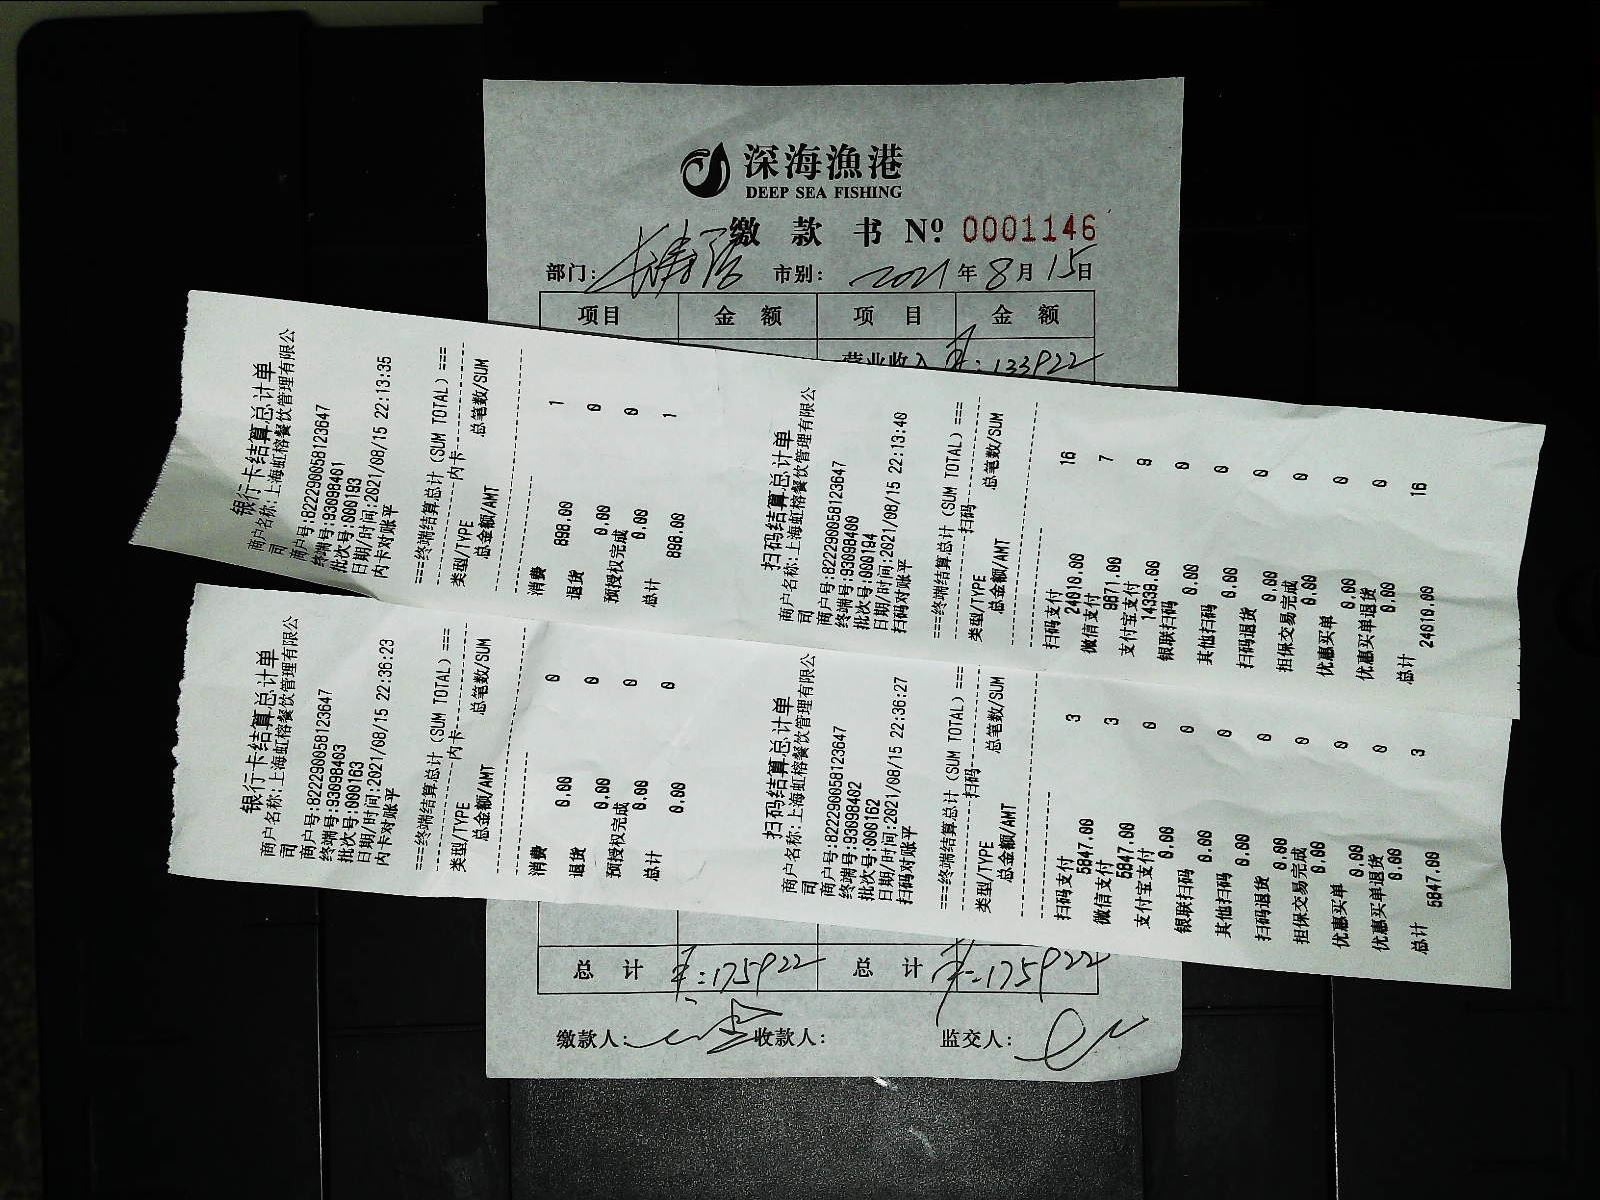 深海漁港
DEEP SEA FISHING
缴 款 书 Nº 0001146
部门: 市别: 2021年8月15日
项目 金 额 项 目 金 额
营业收入 133922
总 计 175922 总 计 175922
缴款人: 收款人: 监交人:
银行卡结算总计单
商户名称:上海虹榕餐饮管理有限公
司
商户号:822290058123647
终端号:93098401
批次号:000183
日期/时间:2021/08/15 22:13:35
内卡对账平
===终端结算总计(SUM TOTAL)===
内卡
类型/TYPE 总笔数/SUM
总金额/AMT
消费 1
898.00
退货 0
0.00
预授权完成 0
0.00
总计 1
898.00
扫码结算总计单
商户名称:上海虹榕餐饮管理有限公
司
商户号:822290058123647
终端号:93098400
批次号:000184
日期/时间:2021/08/15 22:13:40
扫码对账平
===终端结算总计(SUM TOTAL)===
扫码
类型/TYPE 总笔数/SUM
总金额/AMT
扫码支付 16
24010.00
微信支付 7
9671.00
支付宝支付 9
14339.00
银联扫码 0
0.00
其他扫码 0
0.00
扫码退货 0
0.00
担保交易完成 0
0.00
优惠买单 0
0.00
优惠买单退货 0
0.00
总计 16
24010.00
银行卡结算总计单
商户名称:上海虹榕餐饮管理有限公
司
商户号:822290058123647
终端号:93098403
批次号:000163
日期/时间:2021/08/15 22:36:23
内卡对账平
===终端结算总计(SUM TOTAL)===
内卡
类型/TYPE 总笔数/SUM
总金额/AMT
消费 0
0.00
退货 0
0.00
预授权完成 0
0.00
总计 0
0.00
扫码结算总计单
商户名称:上海虹榕餐饮管理有限公
司
商户号:822290058123647
终端号:93098402
批次号:000162
日期/时间:2021/08/15 22:36:27
扫码对账平
===终端结算总计(SUM TOTAL)===
扫码
类型/TYPE 总笔数/SUM
总金额/AMT
扫码支付 3
5847.00
微信支付 3
5847.00
支付宝支付 0
0.00
银联扫码 0
0.00
其他扫码 0
0.00
扫码退货 0
0.00
担保交易完成 0
0.00
优惠买单 0
0.00
优惠买单退货 0
0.00
总计 3
5847.00